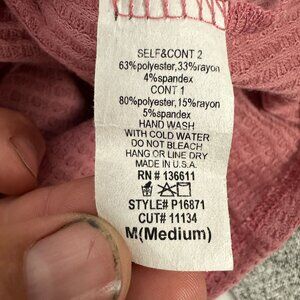 SELF&CONT 2
63%polyester,33%rayon
4%spandex
CONT 1
80%polyester,15%rayon
5%spandex
HAND WASH
WITH COLD WATER
DO NOT BLEACH
HANG OR LINE DRY
MADE IN U.S.A.
RN # 136611
STYLE# P16871
CUT# 11134
M(Medium)